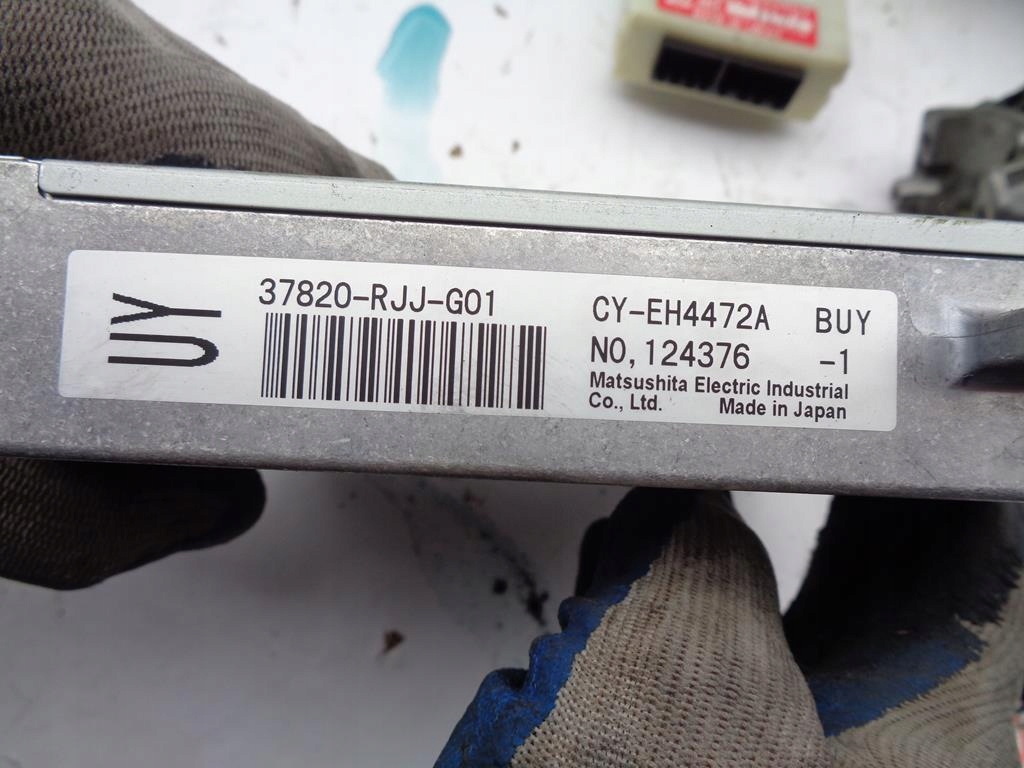 UY
37820-RJJ-G01
CY-EH4472A BUY
NO,124376 -1
Matsushita Electric Industrial
Co., Ltd. Made in Japan